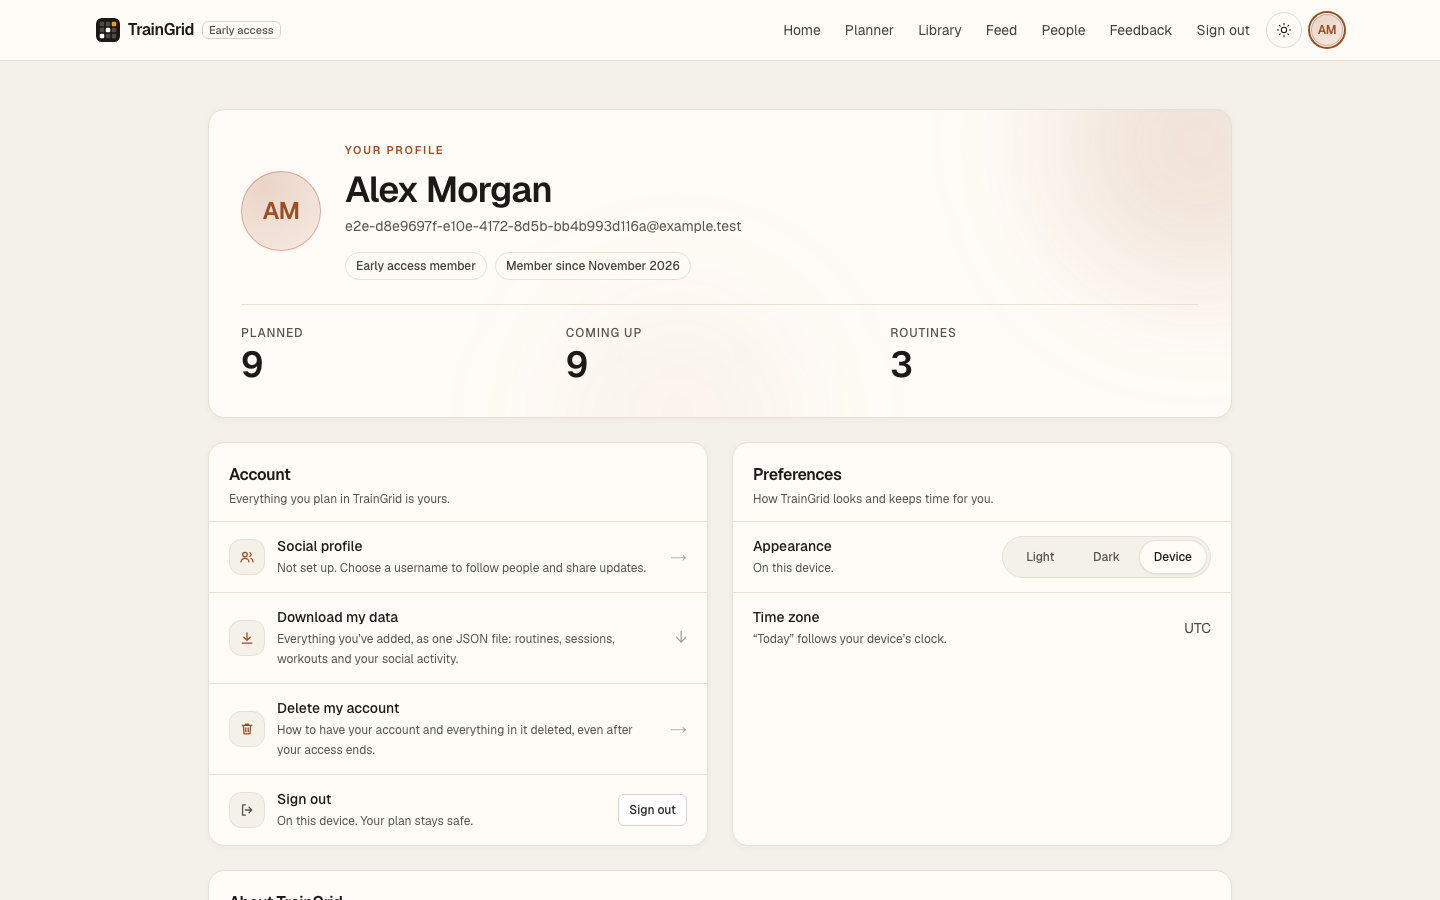 TrainGrid
Early access
Home
Planner
Library
Feed
People
Feedback
Sign out
AM
YOUR PROFILE
AM
Alex Morgan
e2e-d8e9697f-e10e-4172-8d5b-bb4b993d116a@example.test
Early access member
Member since November 2026
PLANNED
9
COMING UP
9
ROUTINES
3
Account
Everything you plan in TrainGrid is yours.
Social profile
Not set up. Choose a username to follow people and share updates.
Download my data
Everything you've added, as one JSON file: routines, sessions,
workouts and your social activity.
Delete my account
How to have your account and everything in it deleted, even after
your access ends.
Sign out
On this device. Your plan stays safe.
Sign out
Preferences
How TrainGrid looks and keeps time for you.
Appearance
On this device.
Light
Dark
Device
Time zone
“Today” follows your device's clock.
UTC
About TrainGrid